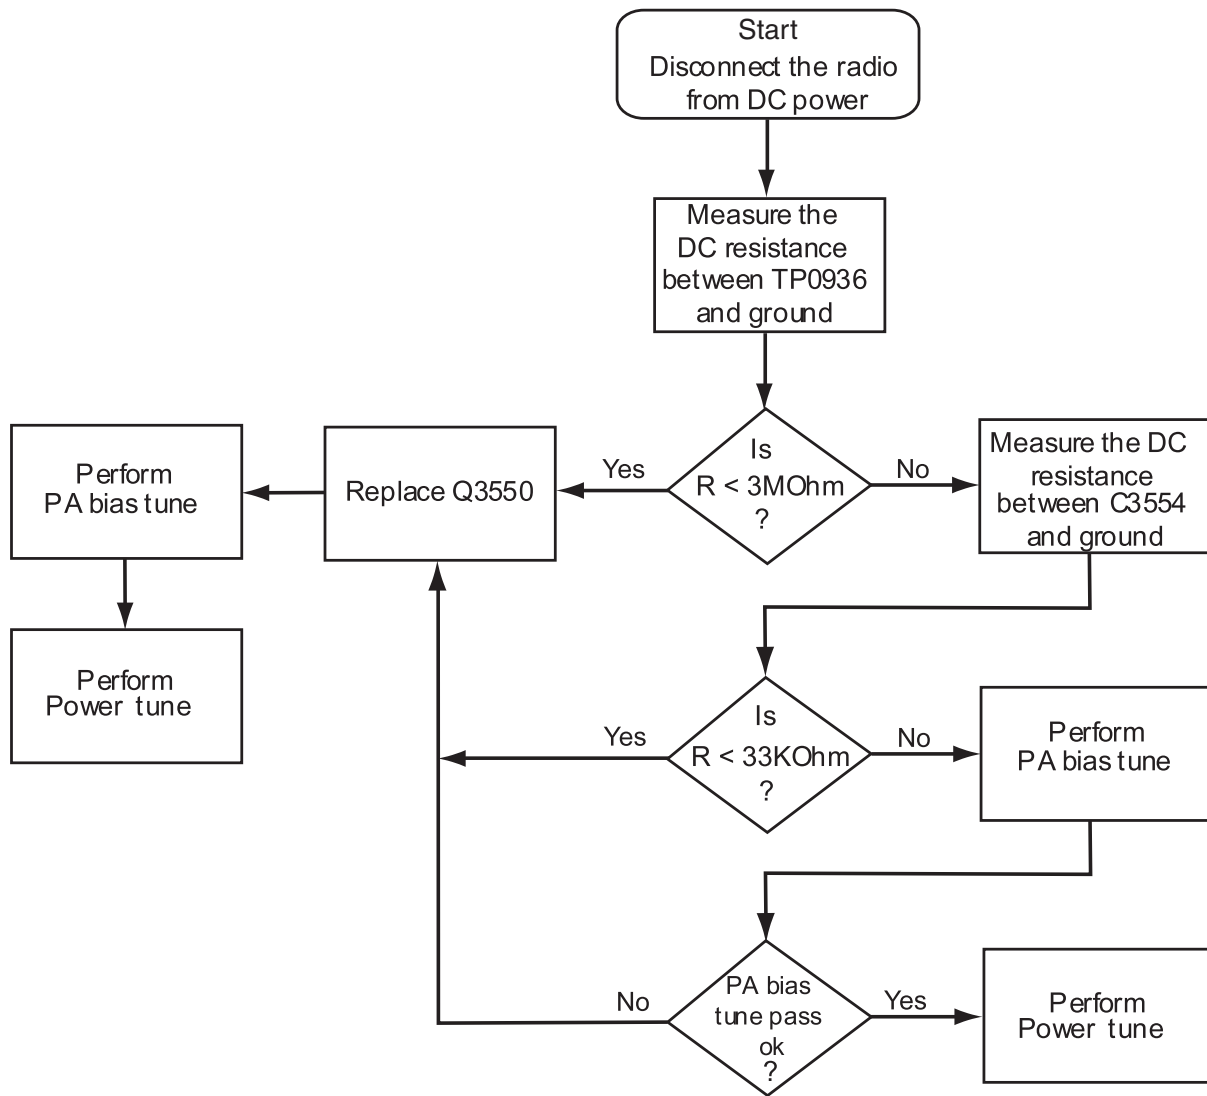 Start
Disconnect the radio
from DC power
Measure the
DC resistance
between TP0936
and ground
Is
R < 3MOhm
?
Yes
No
Replace Q3550
Perform
PA bias tune
Perform
Power tune
Measure the DC
resistance
between C3554
and ground
Is
R < 33KOhm
?
Yes
No
Perform
PA bias tune
PA bias
tune pass
ok
?
No
Yes
Perform
Power tune